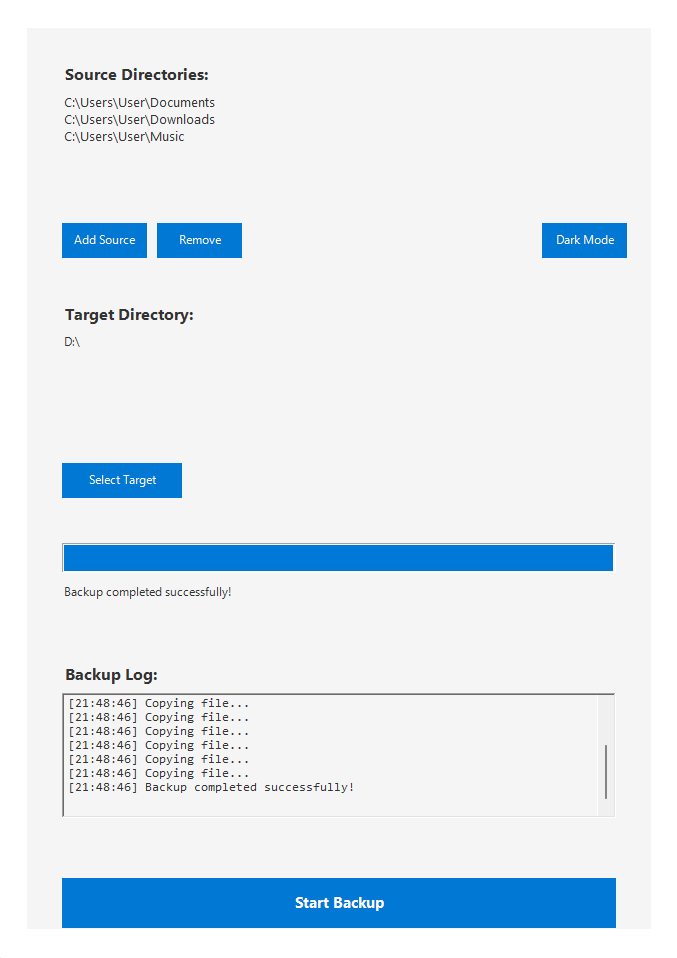 Source Directories:
C:\Users\User\Documents
C:\Users\User\Downloads
C:\Users\User\Music
Add Source
Remove
Dark Mode
Target Directory:
D:\
Select Target
Backup completed successfully!
Backup Log:
[21:48:46] Copying file...
[21:48:46] Copying file...
[21:48:46] Copying file...
[21:48:46] Copying file...
[21:48:46] Copying file...
[21:48:46] Copying file...
[21:48:46] Backup completed successfully!
Start Backup